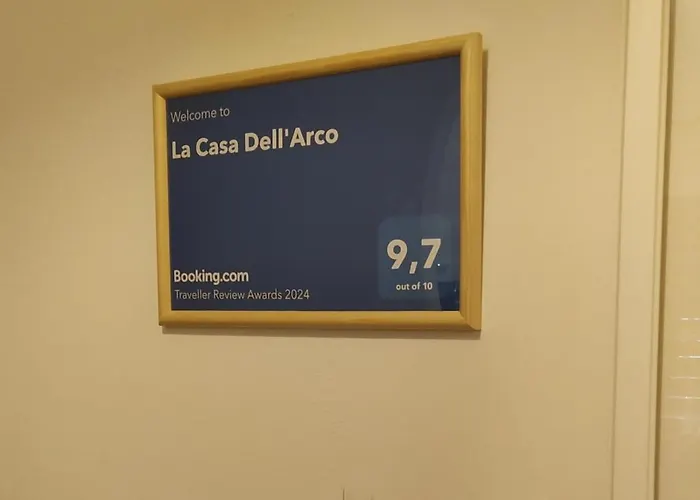 Welcome to
La Casa Dell'Arco
9,7
out of 10
Booking.com
Traveller Review Awards 2024